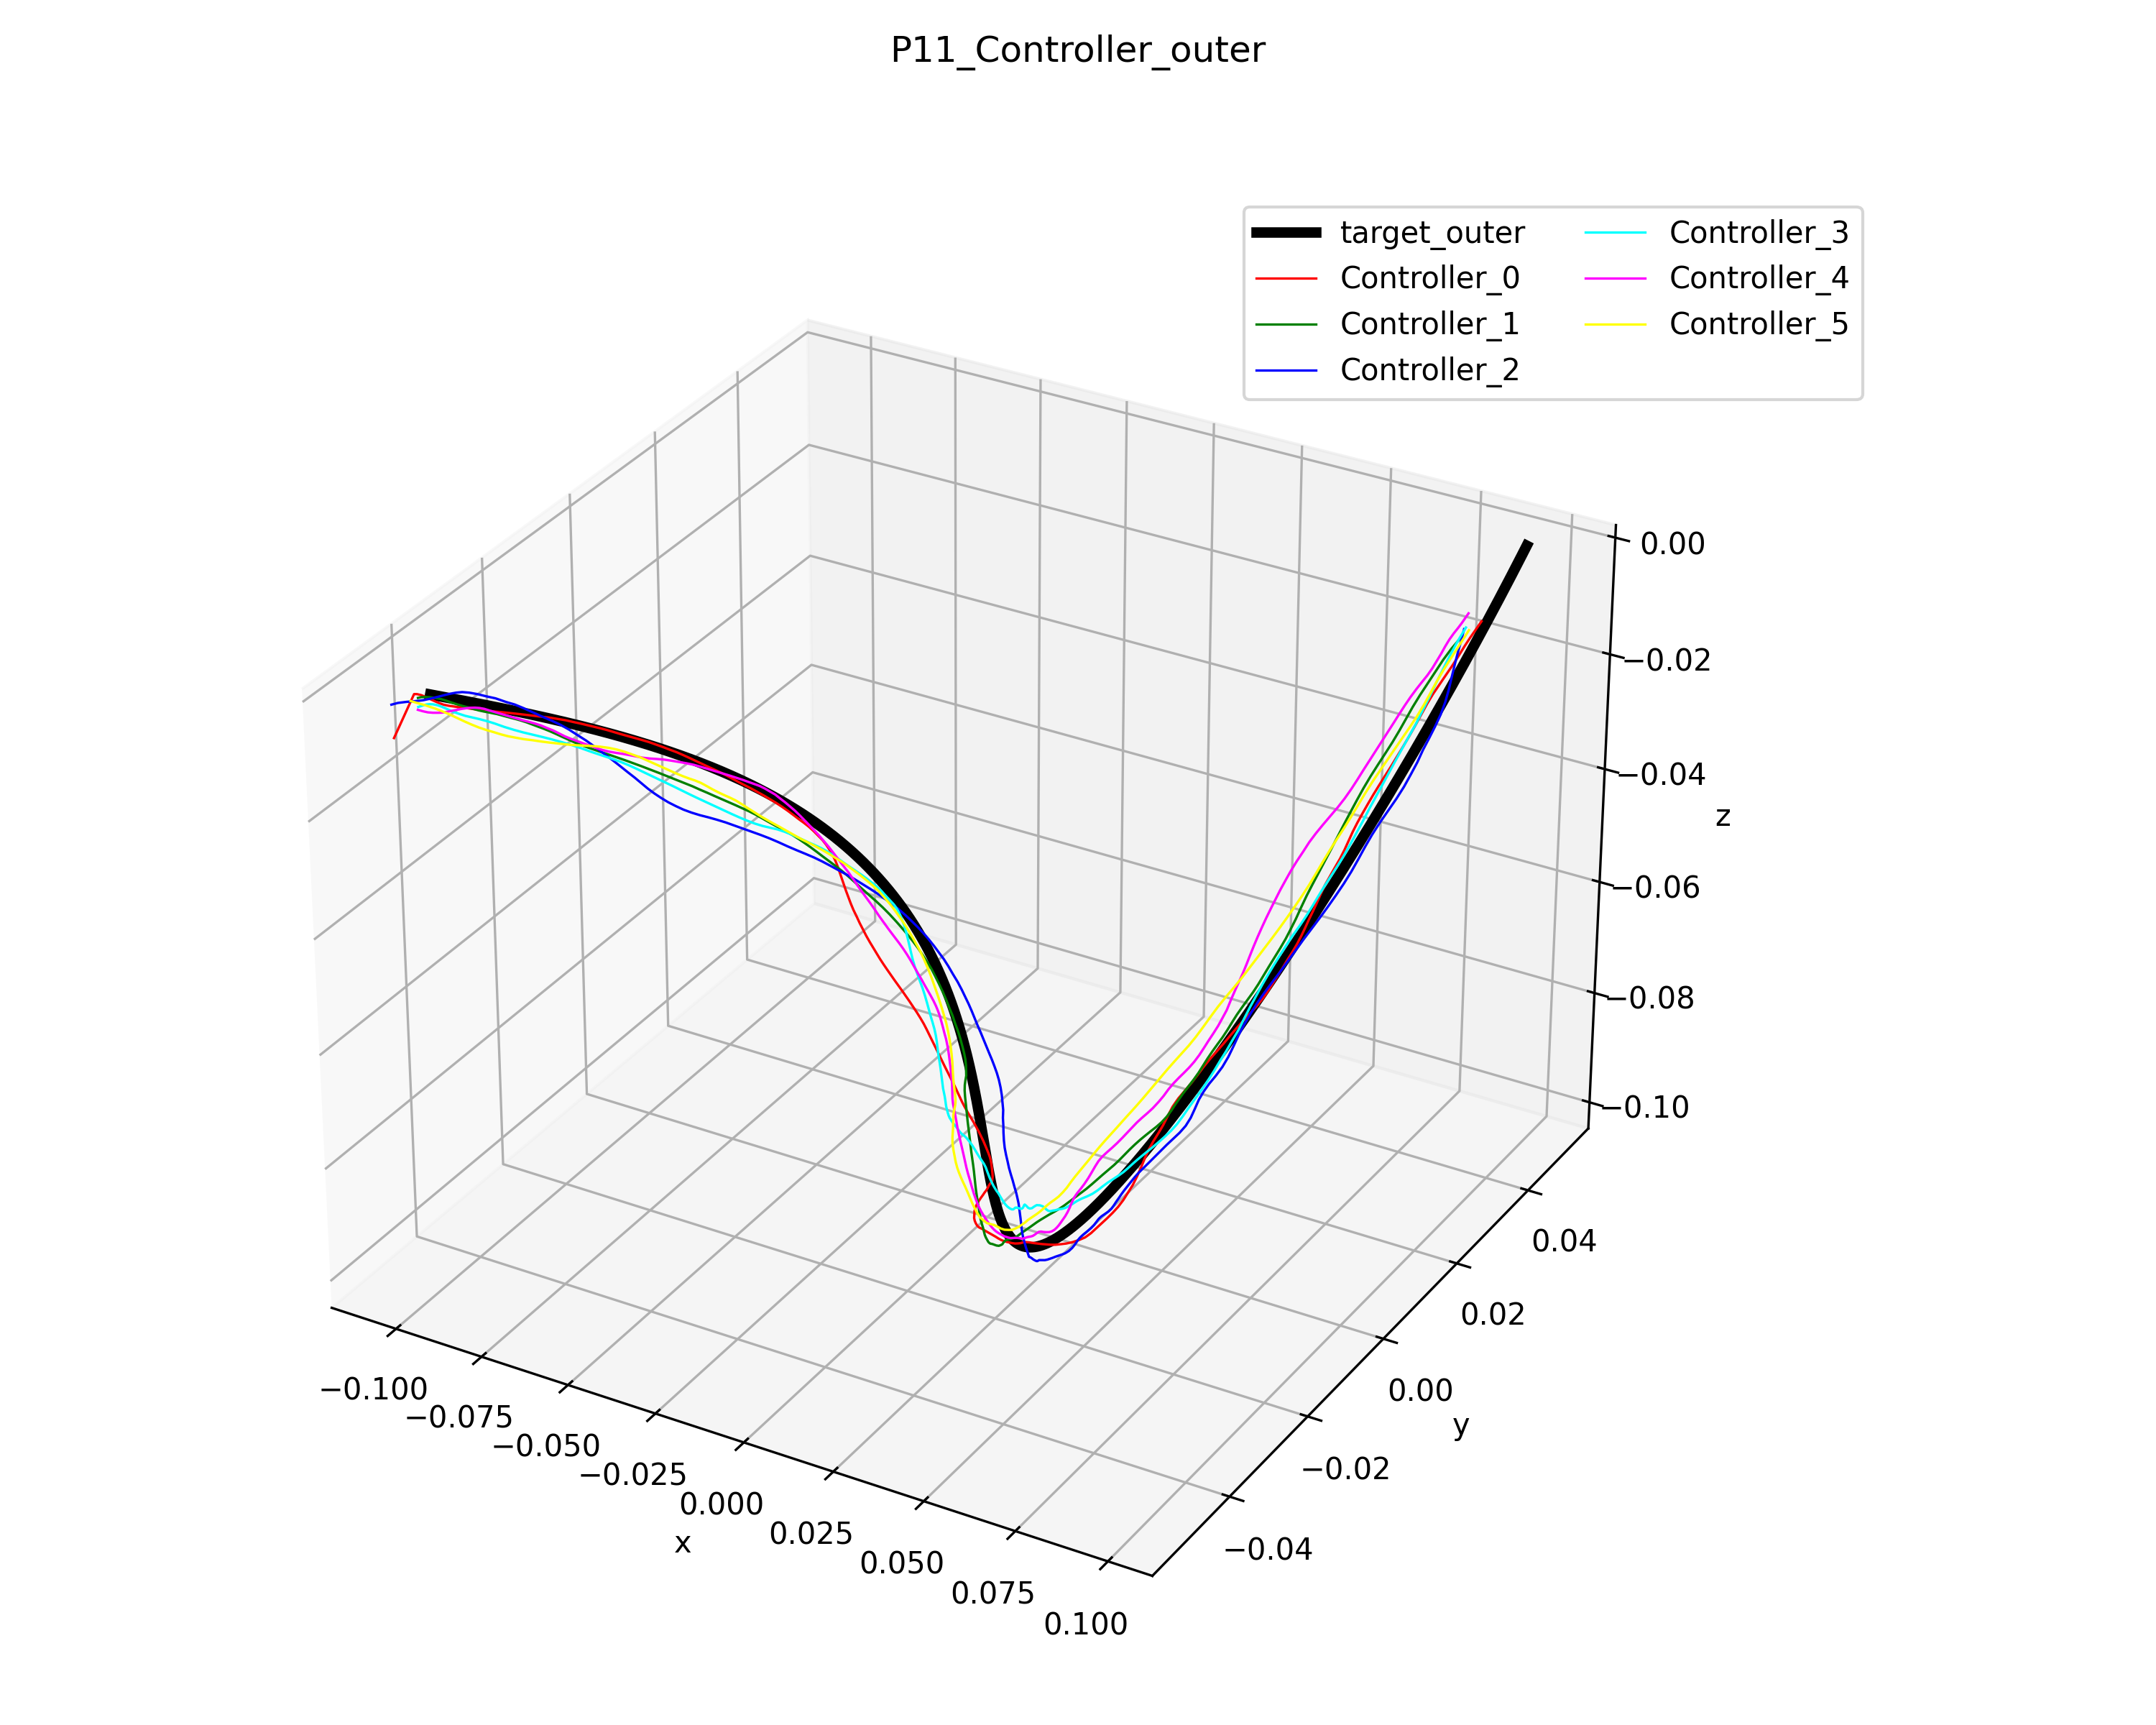 P11_Controller_outer
target_outer
Controller_0
Controller_1
Controller_2
Controller_3
Controller_4
Controller_5
0.00
−0.02
−0.04
z
−0.06
−0.08
−0.10
0.04
0.02
0.00
y
−0.02
−0.04
−0.100
−0.075
−0.050
−0.025
0.000
x
0.025
0.050
0.075
0.100